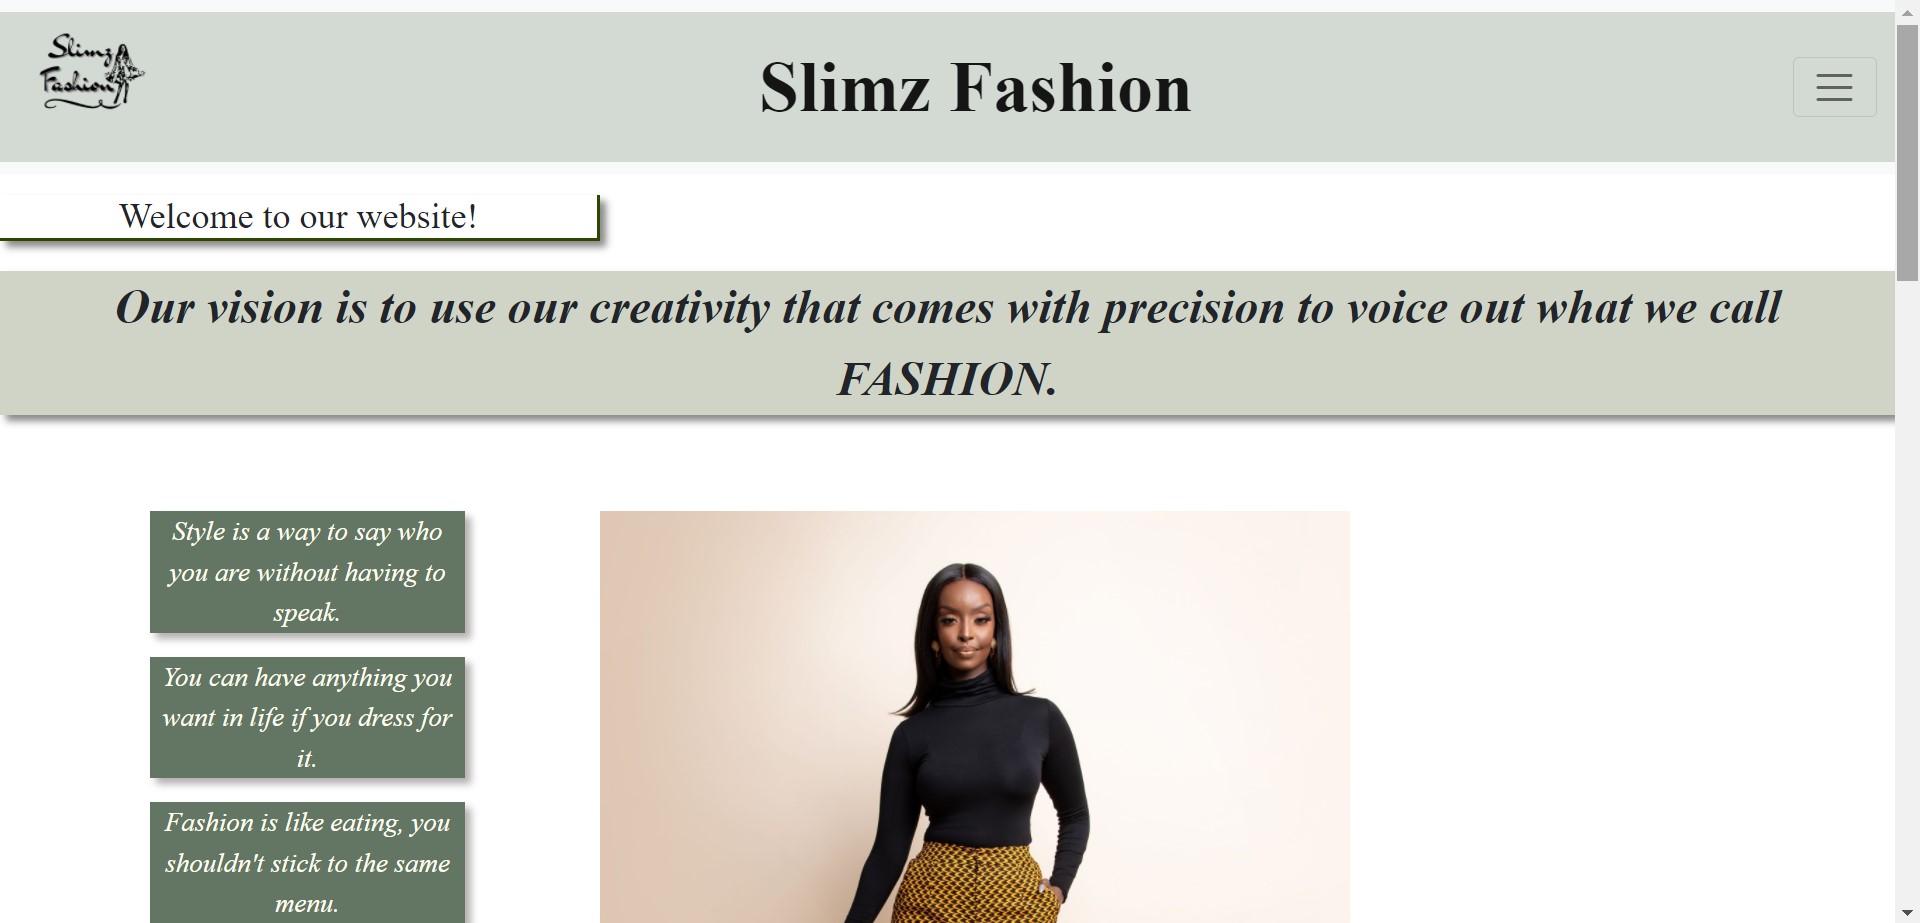 Slimz
Fashion
Slimz Fashion
Welcome to our website!
Our vision is to use our creativity that comes with precision to voice out what we call
FASHION.
Style is a way to say who
you are without having to
speak.
You can have anything you
want in life if you dress for
it.
Fashion is like eating, you
shouldn't stick to the same
menu.